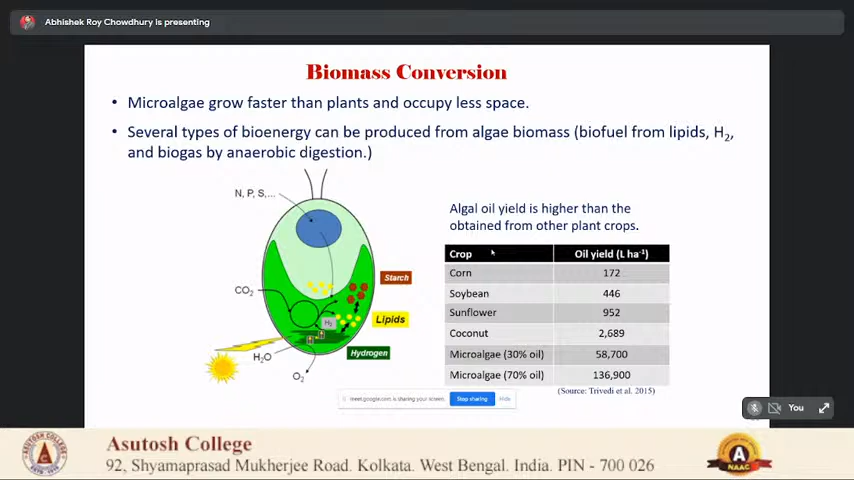 Abhishek Roy Chowdhury is presenting
Biomass Conversion
• Microalgae grow faster than plants and occupy less space.
• Several types of bioenergy can be produced from algae biomass (biofuel from lipids, H2,
and biogas by anaerobic digestion.)
N, P, S,...
CO2
H2O
O2
H2
Starch
Lipids
Hydrogen
Algal oil yield is higher than the
obtained from other plant crops.
Crop Oil yield (L ha-1)
Corn 172
Soybean 446
Sunflower 952
Coconut 2,689
Microalgae (30% oil) 58,700
Microalgae (70% oil) 136,900
(Source: Trivedi et al. 2015)
meet.google.com is sharing your screen. Stop sharing Hide
You
Asutosh College
92, Shyamaprasad Mukherjee Road. Kolkata. West Bengal. India. PIN - 700 026
A
NAAC